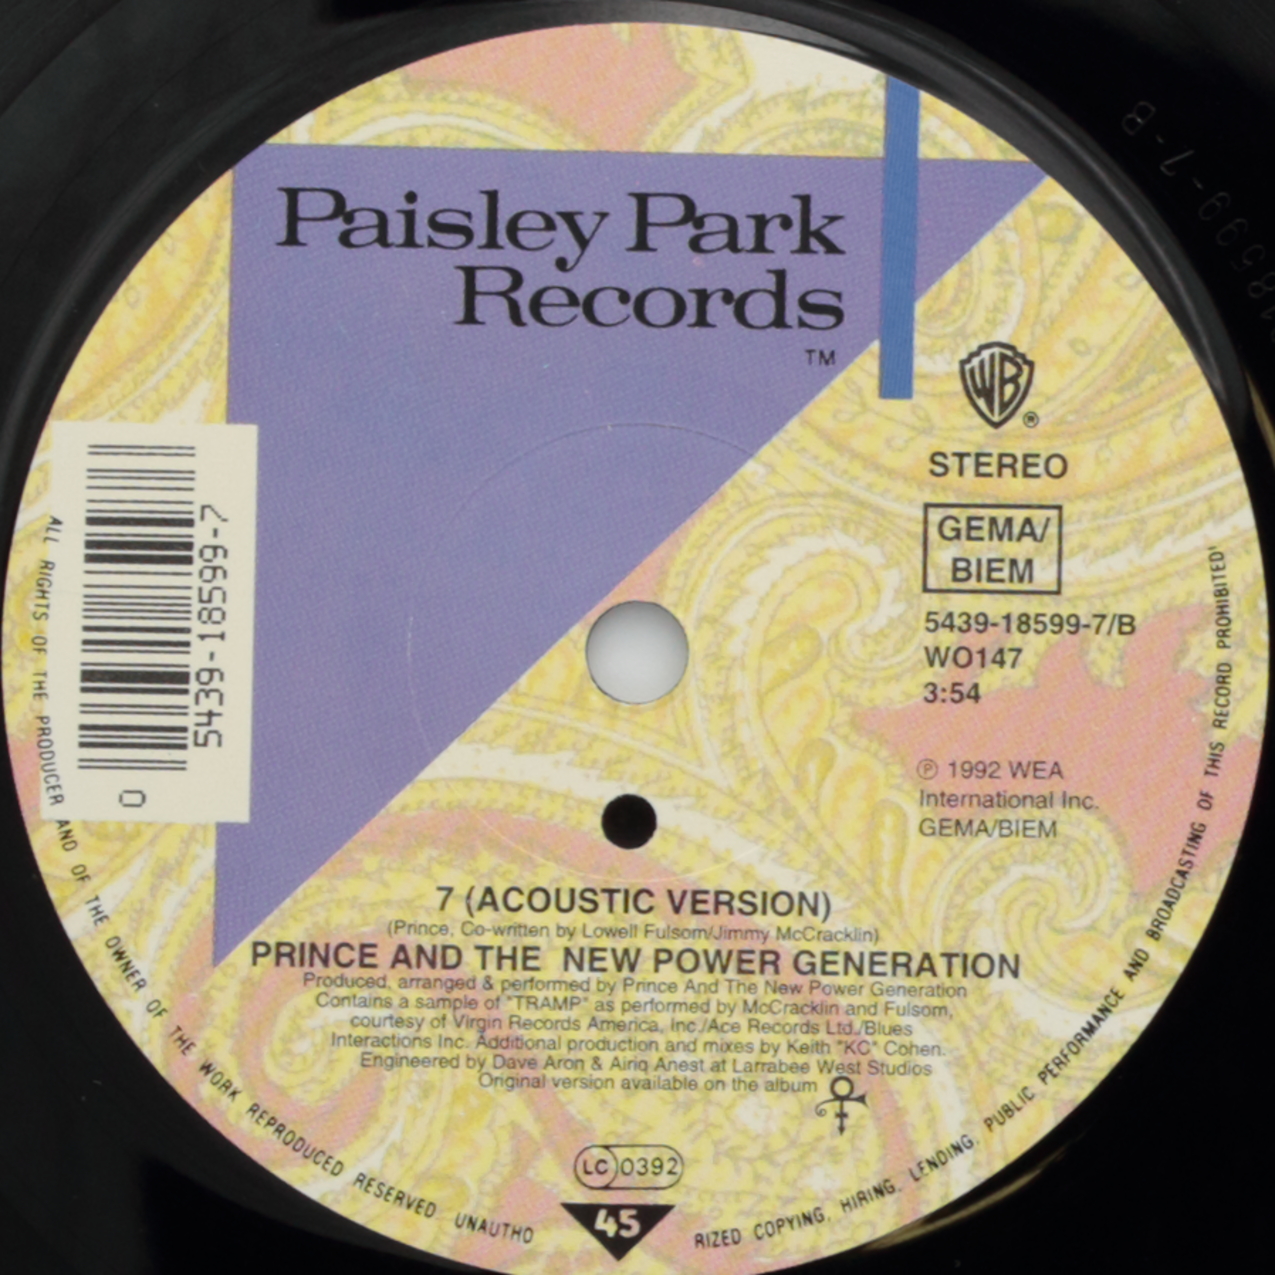 Paisley Park
Records
TM
WB
®
STEREO
GEMA/
BIEM
5439-18599-7/B
WO147
3:54
℗ 1992 WEA
International Inc.
GEMA/BIEM
5439-18599-7
0
7 (ACOUSTIC VERSION)
(Prince, Co-written by Lowell Fulsom/Jimmy McCracklin)
PRINCE AND THE NEW POWER GENERATION
Produced, arranged & performed by Prince And The New Power Generation
Contains a sample of "TRAMP" as performed by McCracklin and Fulsom,
courtesy of Virgin Records America, Inc./Ace Records Ltd./Blues
Interactions Inc. Additional production and mixes by Keith "KC" Cohen.
Engineered by Dave Aron & Airiq Anest at Larrabee West Studios
Original version available on the album
LC 0392
45
ALL RIGHTS OF THE PRODUCER AND OF THE OWNER OF THE WORK REPRODUCED RESERVED UNAUTHO
RIZED COPYING, HIRING, LENDING, PUBLIC PERFORMANCE AND BROADCASTING OF THIS RECORD PROHIBITED'